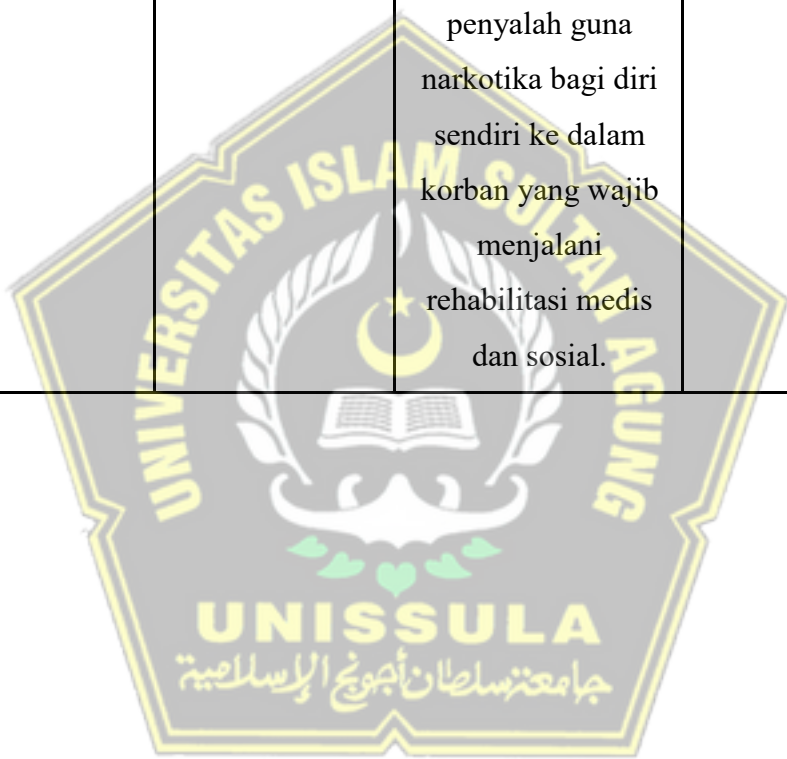 penyalah guna
narkotika bagi diri
sendiri ke dalam
korban yang wajib
menjalani
rehabilitasi medis
dan sosial.
UNIVERSITAS ISLAM SULTAN AGUNG
UNISSULA
جامعة سلطان أجونج الإسلامية